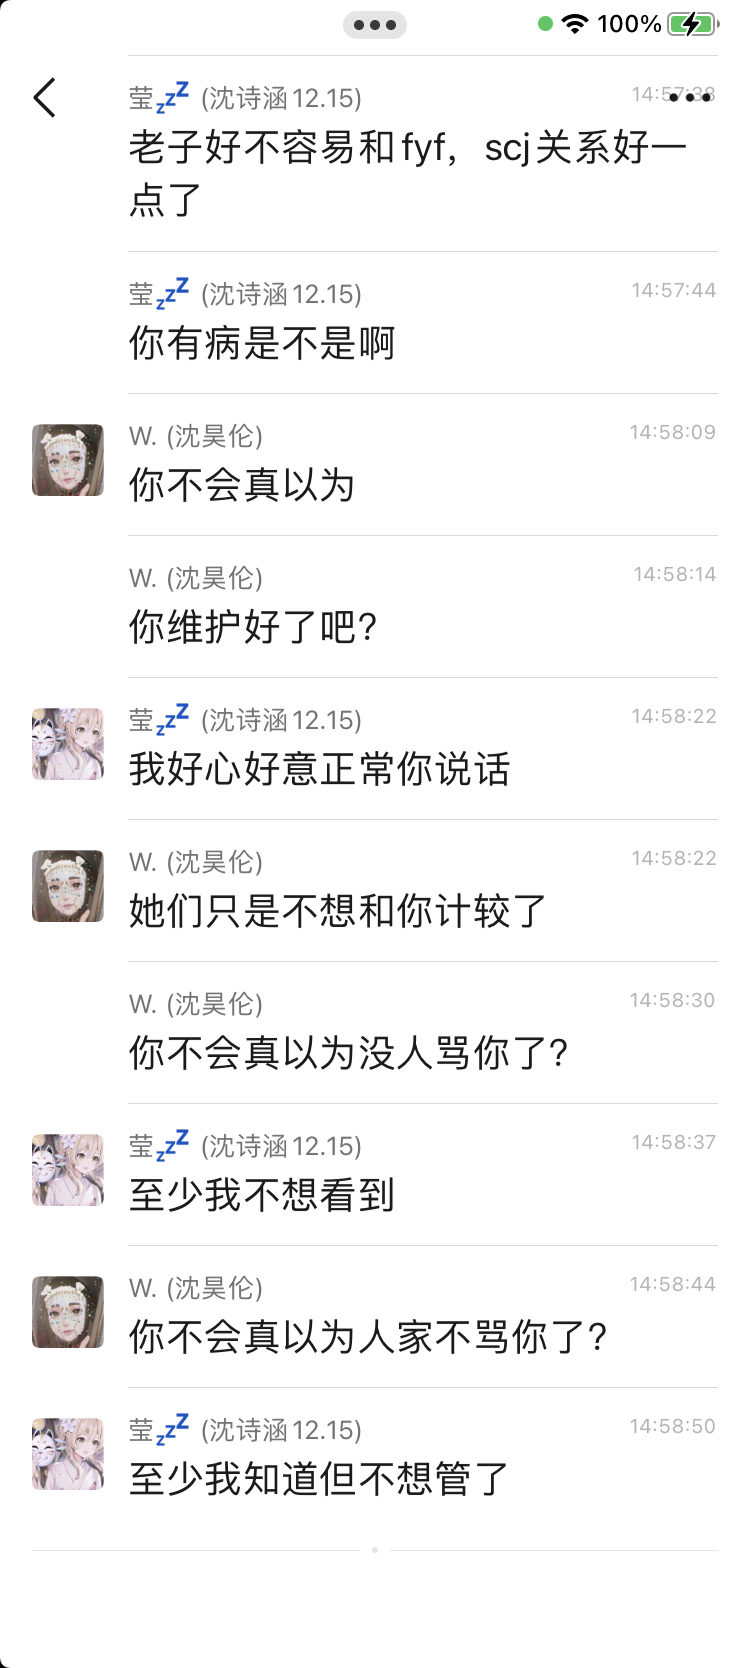 100%
莹💤 (沈诗涵12.15) 14:57:38
老子好不容易和fyf，scj关系好一
点了
莹💤 (沈诗涵12.15) 14:57:44
你有病是不是啊
W. (沈昊伦) 14:58:09
你不会真以为
W. (沈昊伦) 14:58:14
你维护好了吧?
莹💤 (沈诗涵12.15) 14:58:22
我好心好意正常你说话
W. (沈昊伦) 14:58:22
她们只是不想和你计较了
W. (沈昊伦) 14:58:30
你不会真以为没人骂你了?
莹💤 (沈诗涵12.15) 14:58:37
至少我不想看到
W. (沈昊伦) 14:58:44
你不会真以为人家不骂你了?
莹💤 (沈诗涵12.15) 14:58:50
至少我知道但不想管了